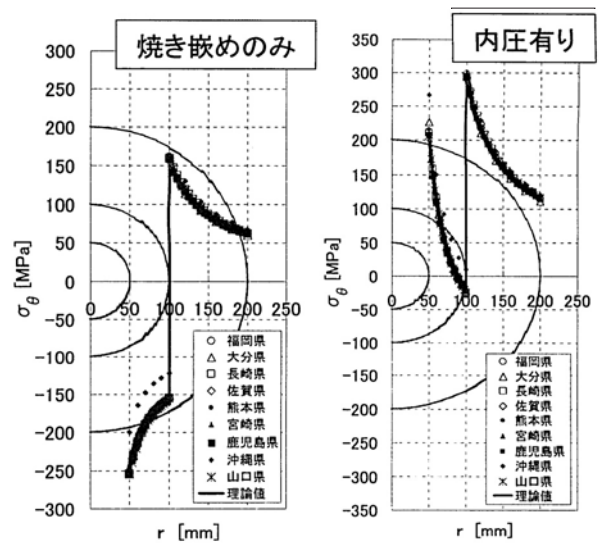 焼き嵌めのみ
300
250
200
150
100
50
0
-50
-100
-150
-200
-250
-300
0 50 100 150 200 250
σθ [MPa]
r [mm]
福岡県
大分県
長崎県
佐賀県
熊本県
宮崎県
鹿児島県
沖縄県
山口県
理論値
内圧有り
350
300
250
200
150
100
50
0
-50
-100
-150
-200
-250
-300
-350
0 50 100 150 200 250
σθ [MPa]
r [mm]
福岡県
大分県
長崎県
佐賀県
熊本県
宮崎県
鹿児島県
沖縄県
山口県
理論値